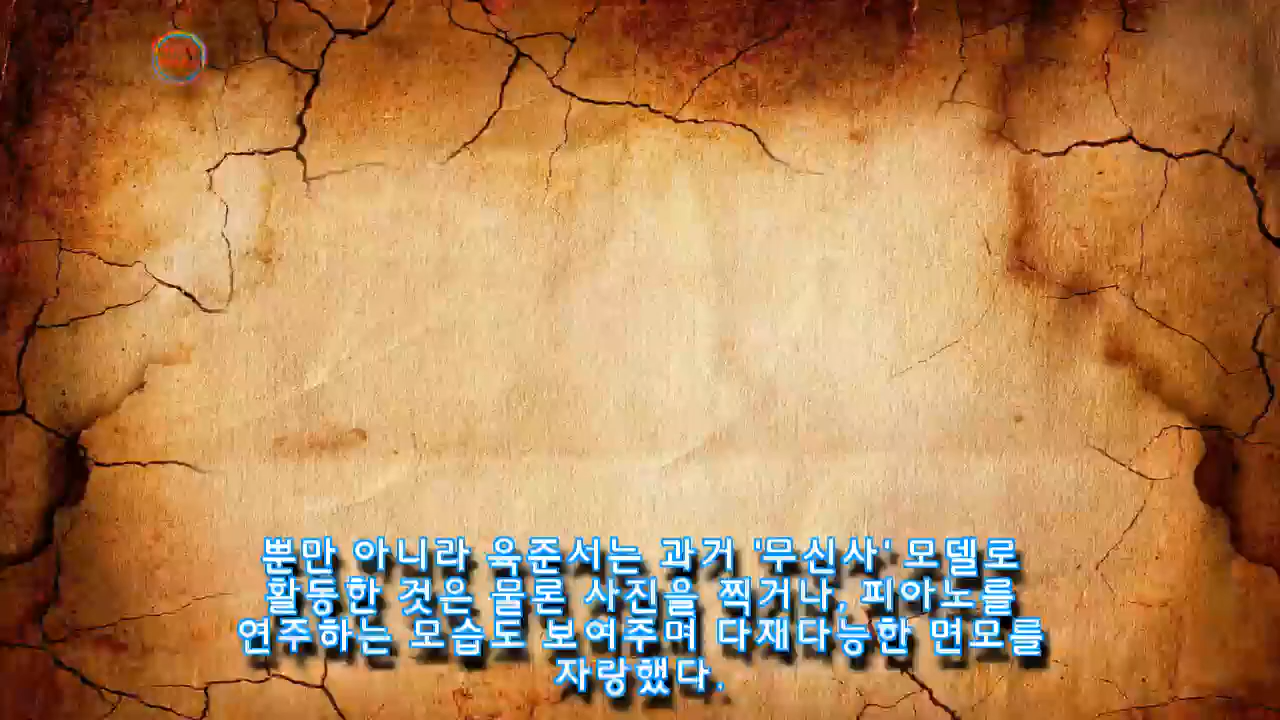 뿐만 아니라 육준서는 과거 '무신사' 모델로
활동한 것은 물론 사진을 찍거나, 피아노를
연주하는 모습도 보여주며 다재다능한 면모를
자랑했다.